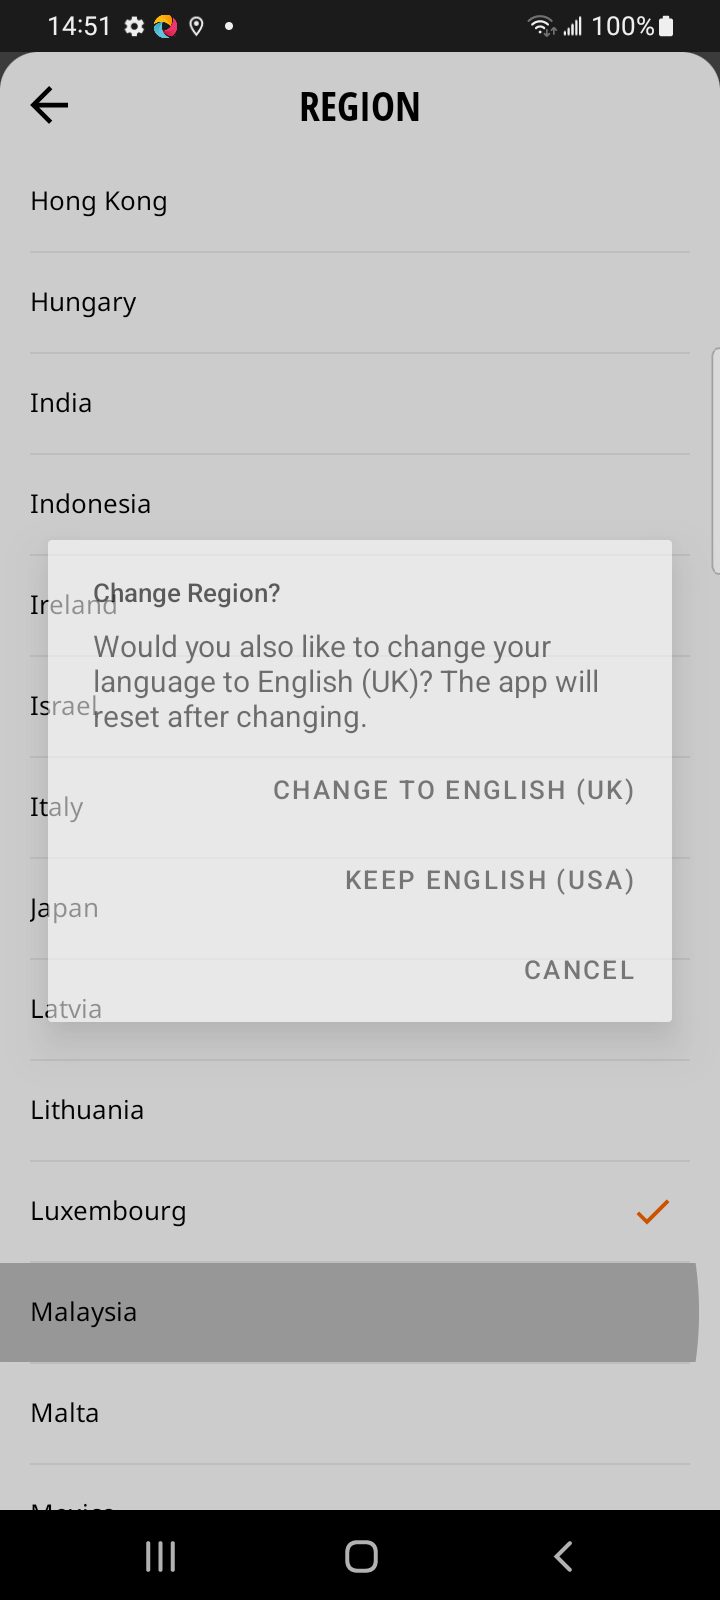 14:51
100%
REGION
Hong Kong
Hungary
India
Indonesia
Ireland
Change Region?
Would you also like to change your
language to English (UK)? The app will
reset after changing.
Israel
CHANGE TO ENGLISH (UK)
Italy
KEEP ENGLISH (USA)
Japan
CANCEL
Latvia
Lithuania
Luxembourg
Malaysia
Malta
Mexico